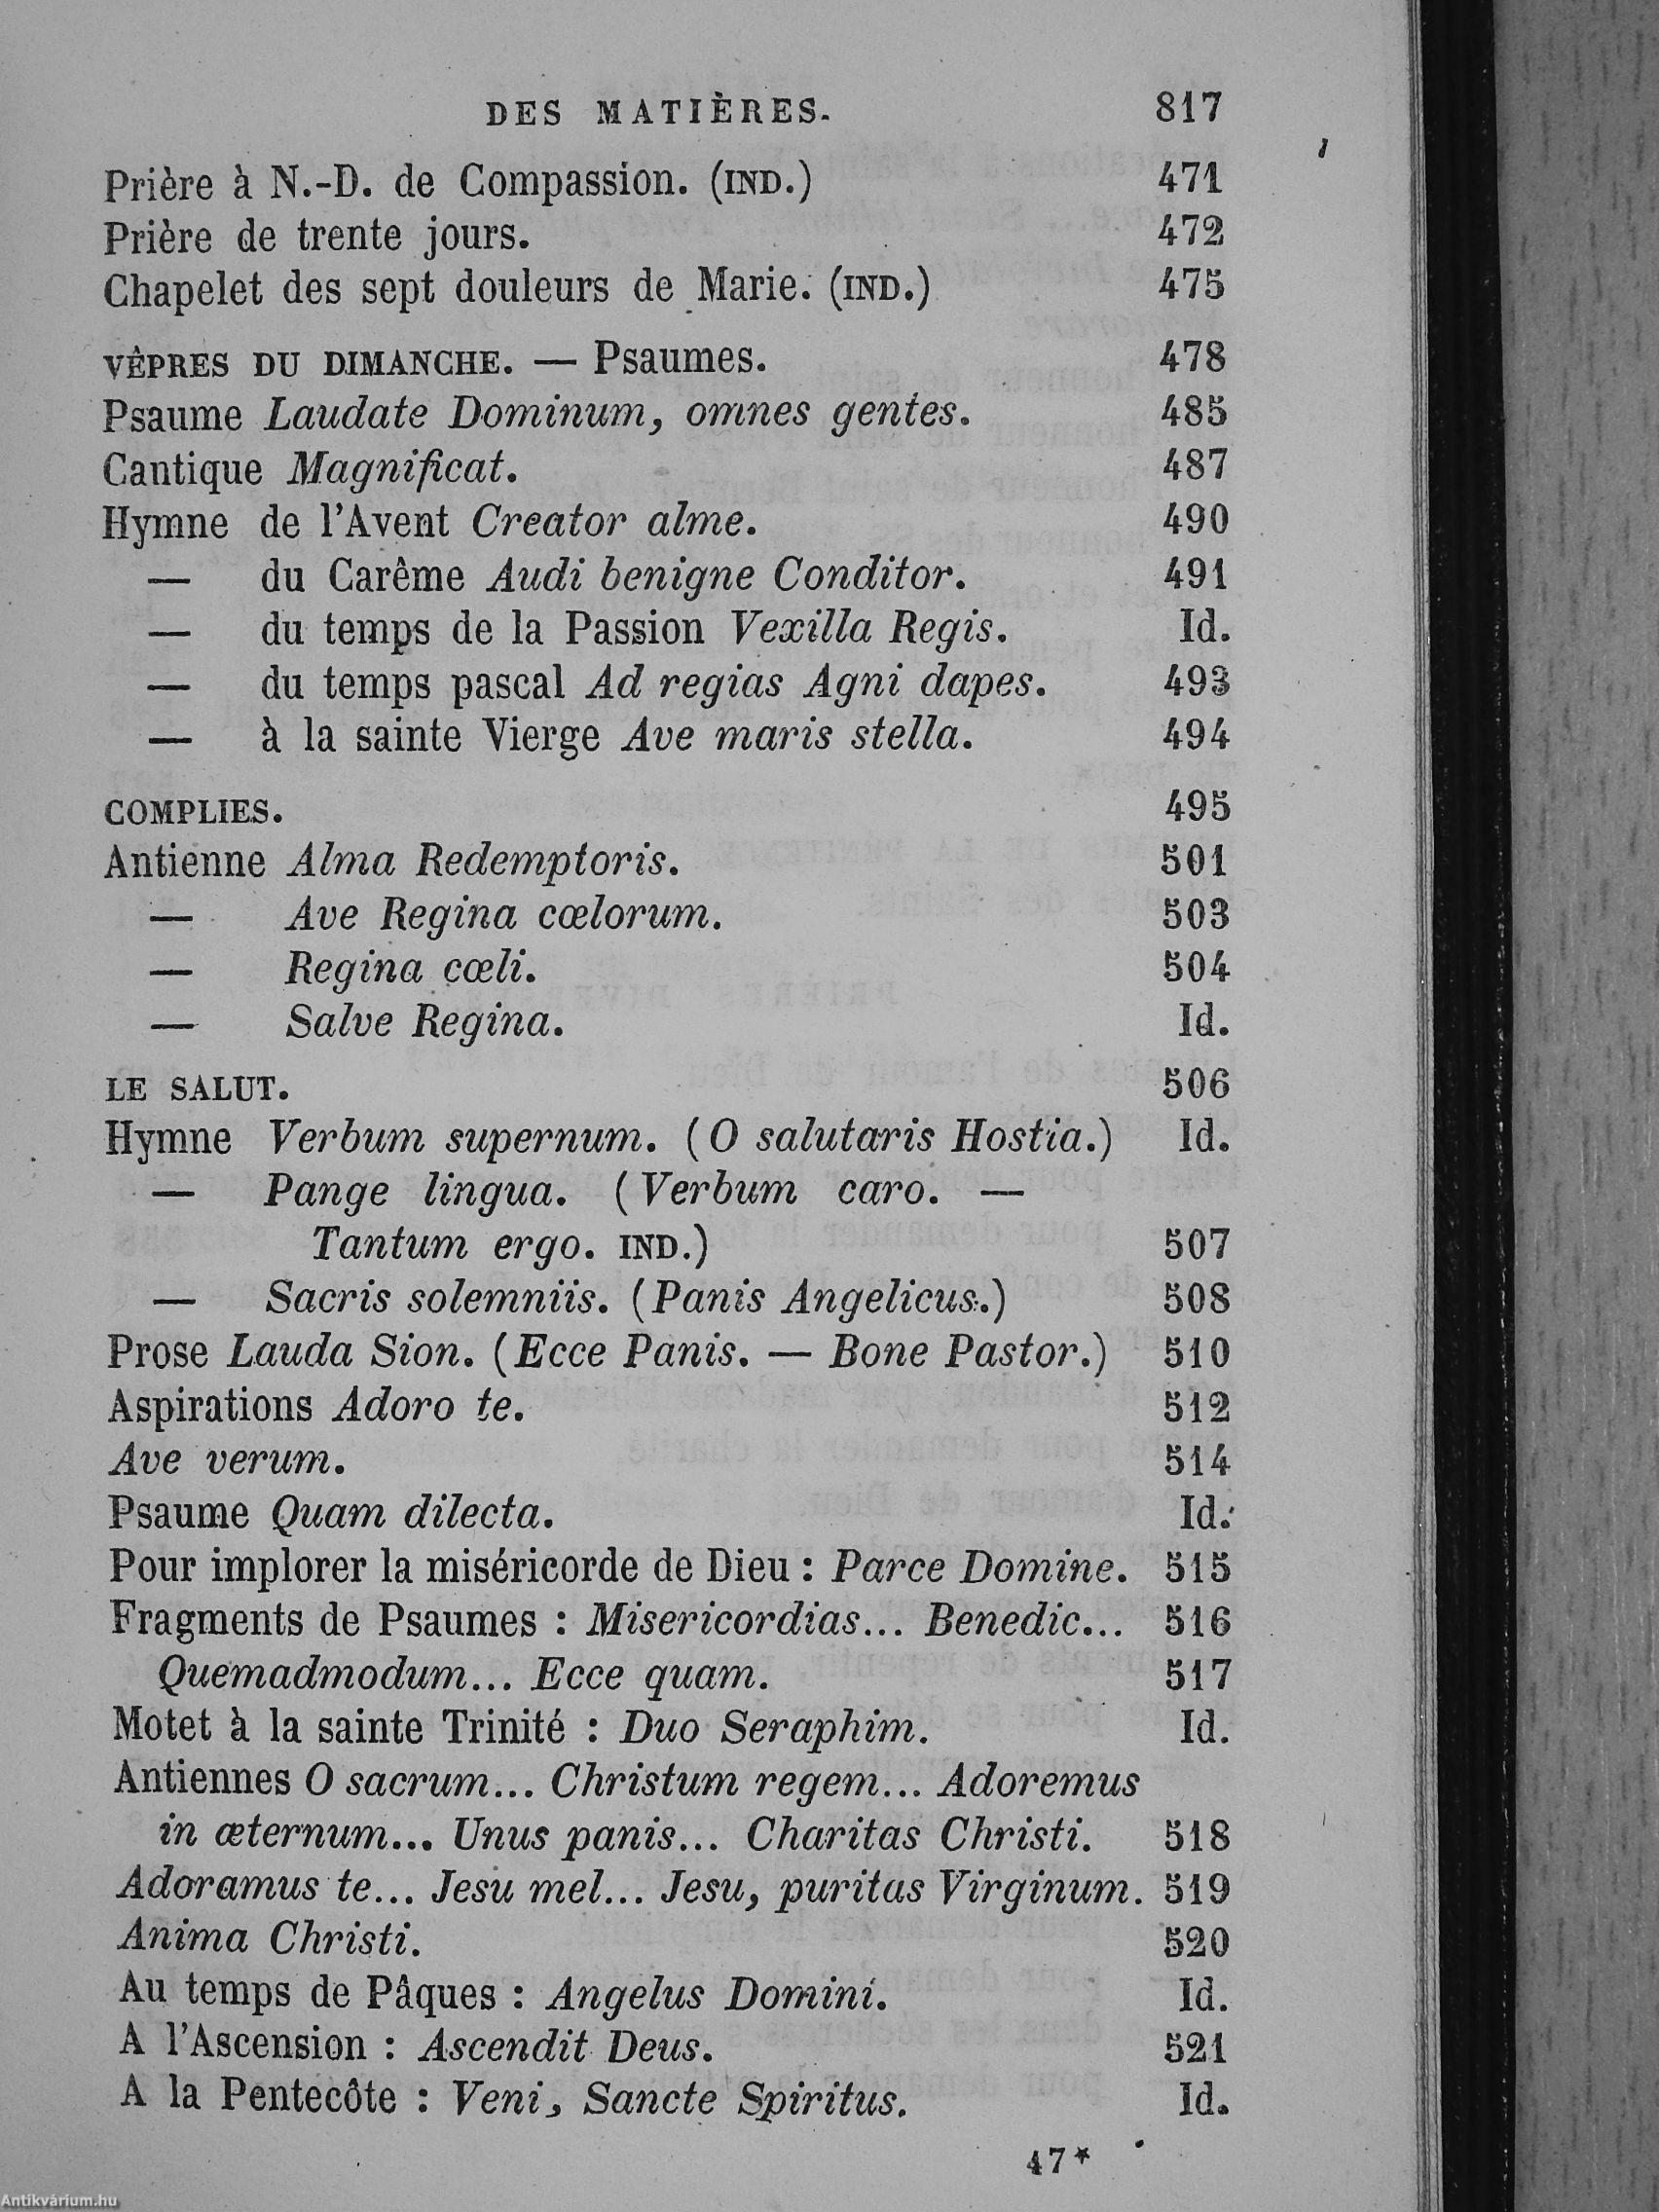 DES MATIÈRES. 817
Prière à N.-D. de Compassion. (IND.) 471
Prière de trente jours. 472
Chapelet des sept douleurs de Marie. (IND.) 475
VÊPRES DU DIMANCHE. — Psaumes. 478
Psaume Laudate Dominum, omnes gentes. 485
Cantique Magnificat. 487
Hymne de l'Avent Creator alme. 490
— du Carême Audi benigne Conditor. 491
— du temps de la Passion Vexilla Regis. Id.
— du temps pascal Ad regias Agni dapes. 493
— à la sainte Vierge Ave maris stella. 494
COMPLIES. 495
Antienne Alma Redemptoris. 501
— Ave Regina cœlorum. 503
— Regina cœli. 504
— Salve Regina. Id.
LE SALUT. 506
Hymne Verbum supernum. (O salutaris Hostia.) Id.
— Pange lingua. (Verbum caro. —
Tantum ergo. IND.) 507
— Sacris solemniis. (Panis Angelicus.) 508
Prose Lauda Sion. (Ecce Panis. — Bone Pastor.) 510
Aspirations Adoro te. 512
Ave verum. 514
Psaume Quam dilecta. Id.
Pour implorer la miséricorde de Dieu : Parce Domine. 515
Fragments de Psaumes : Misericordias... Benedic... 516
Quemadmodum... Ecce quam. 517
Motet à la sainte Trinité : Duo Seraphim. Id.
Antiennes O sacrum... Christum regem... Adoremus
in æternum... Unus panis... Charitas Christi. 518
Adoramus te... Jesu mel... Jesu, puritas Virginum. 519
Anima Christi. 520
Au temps de Pâques : Angelus Domini. Id.
A l'Ascension : Ascendit Deus. 521
A la Pentecôte : Veni, Sancte Spiritus. Id.
47*
Antikvárium.hu